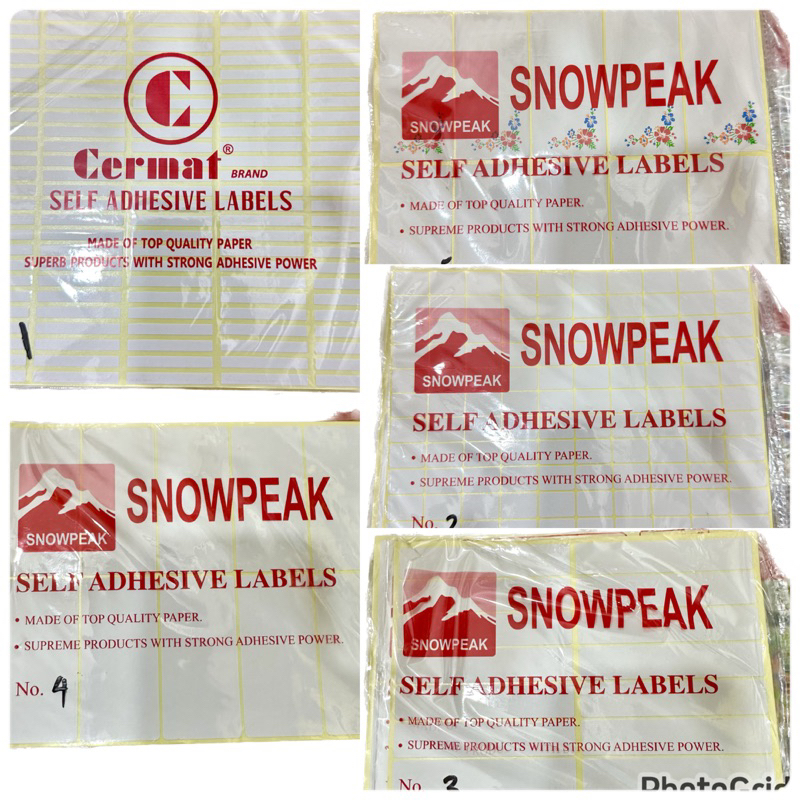 C
Cermat®
BRAND
SELF ADHESIVE LABELS
MADE OF TOP QUALITY PAPER
SUPERB PRODUCTS WITH STRONG ADHESIVE POWER
1
SNOWPEAK
SNOWPEAK
SELF ADHESIVE LABELS
• MADE OF TOP QUALITY PAPER.
• SUPREME PRODUCTS WITH STRONG ADHESIVE POWER.
SNOWPEAK
SNOWPEAK
SELF ADHESIVE LABELS
• MADE OF TOP QUALITY PAPER.
• SUPREME PRODUCTS WITH STRONG ADHESIVE POWER.
No. 2
SNOWPEAK
SNOWPEAK
SELF ADHESIVE LABELS
• MADE OF TOP QUALITY PAPER.
• SUPREME PRODUCTS WITH STRONG ADHESIVE POWER.
No. 4
SNOWPEAK
SNOWPEAK
SELF ADHESIVE LABELS
• MADE OF TOP QUALITY PAPER.
• SUPREME PRODUCTS WITH STRONG ADHESIVE POWER.
No. 3
PhotoGrid